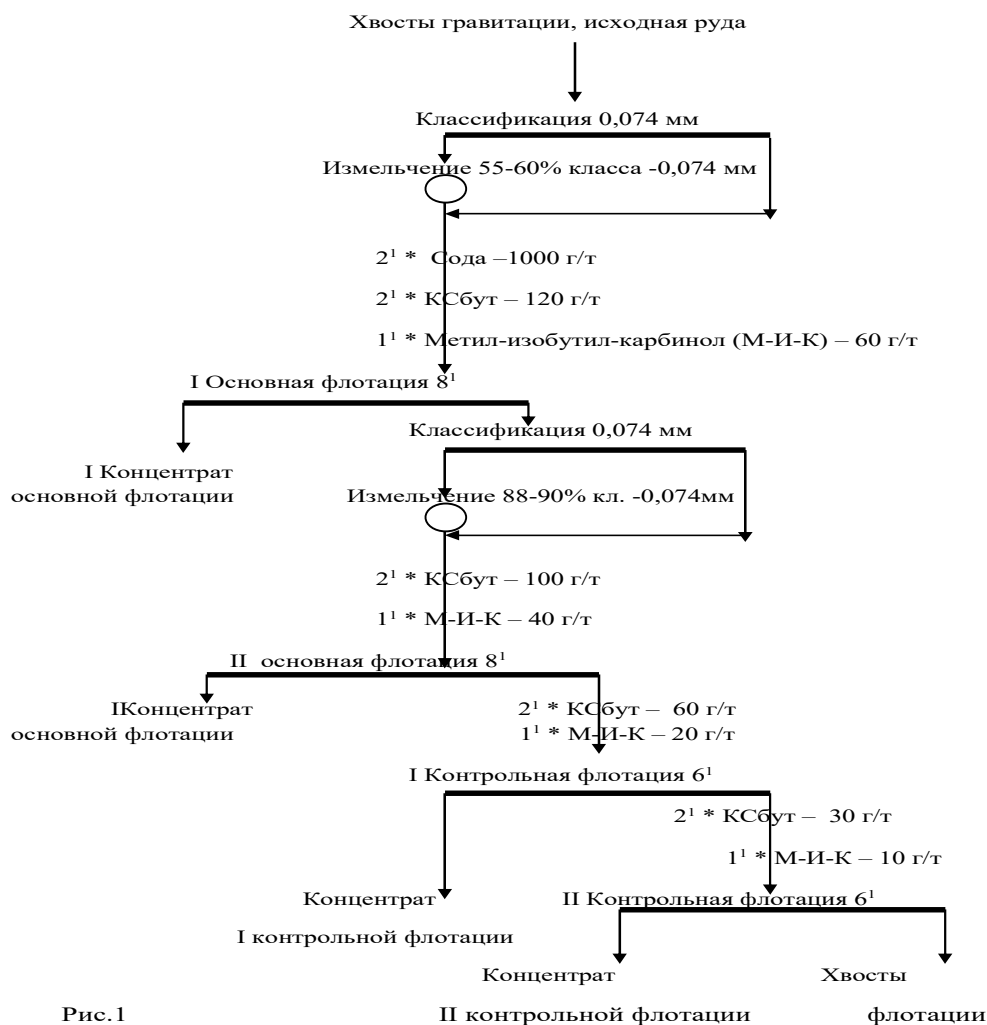 Хвосты гравитации, исходная руда
Классификация 0,074 мм
Измельчение 55-60% класса -0,074 мм
2¹ * Сода –1000 г/т
2¹ * КСбут – 120 г/т
1¹ * Метил-изобутил-карбинол (М-И-К) – 60 г/т
I Основная флотация 8¹
Классификация 0,074 мм
I Концентрат
основной флотации
Измельчение 88-90% кл. -0,074мм
2¹ * КСбут – 100 г/т
1¹ * М-И-К – 40 г/т
II основная флотация 8¹
IКонцентрат
основной флотации
2¹ * КСбут – 60 г/т
1¹ * М-И-К – 20 г/т
I Контрольная флотация 6¹
2¹ * КСбут – 30 г/т
1¹ * М-И-К – 10 г/т
Концентрат
I контрольной флотации
II Контрольная флотация 6¹
Концентрат
II контрольной флотации
Хвосты
флотации
Рис.1